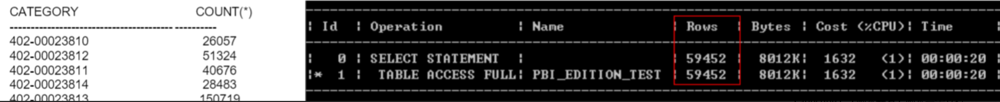 CATEGORY COUNT(*)
--------------------------------------- ----------
402-00023810 26057
402-00023812 51324
402-00023811 40676
402-00023814 28483
402-00023813 150719
| Id | Operation | Name | Rows | Bytes | Cost (%CPU)| Time |
| 0 | SELECT STATEMENT | | 59452 | 8012K| 1632 (1)| 00:00:20 |
|* 1 | TABLE ACCESS FULL| PBI_EDITION_TEST | 59452 | 8012K| 1632 (1)| 00:00:20 |